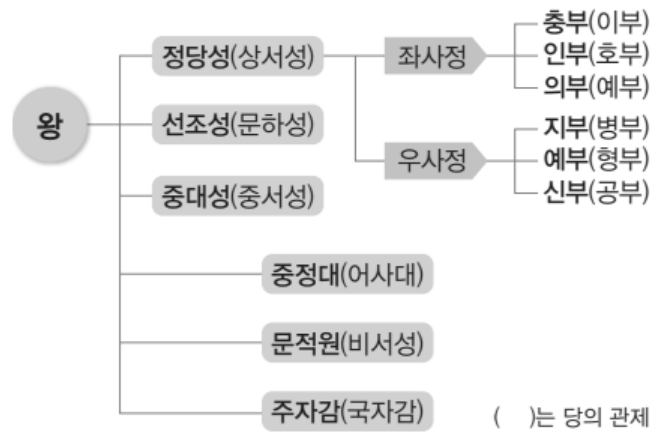 왕
정당성(상서성)
선조성(문하성)
중대성(중서성)
중정대(어사대)
문적원(비서성)
주자감(국자감)
좌사정
우사정
충부(이부)
인부(호부)
의부(예부)
지부(병부)
예부(형부)
신부(공부)
( )는 당의 관제